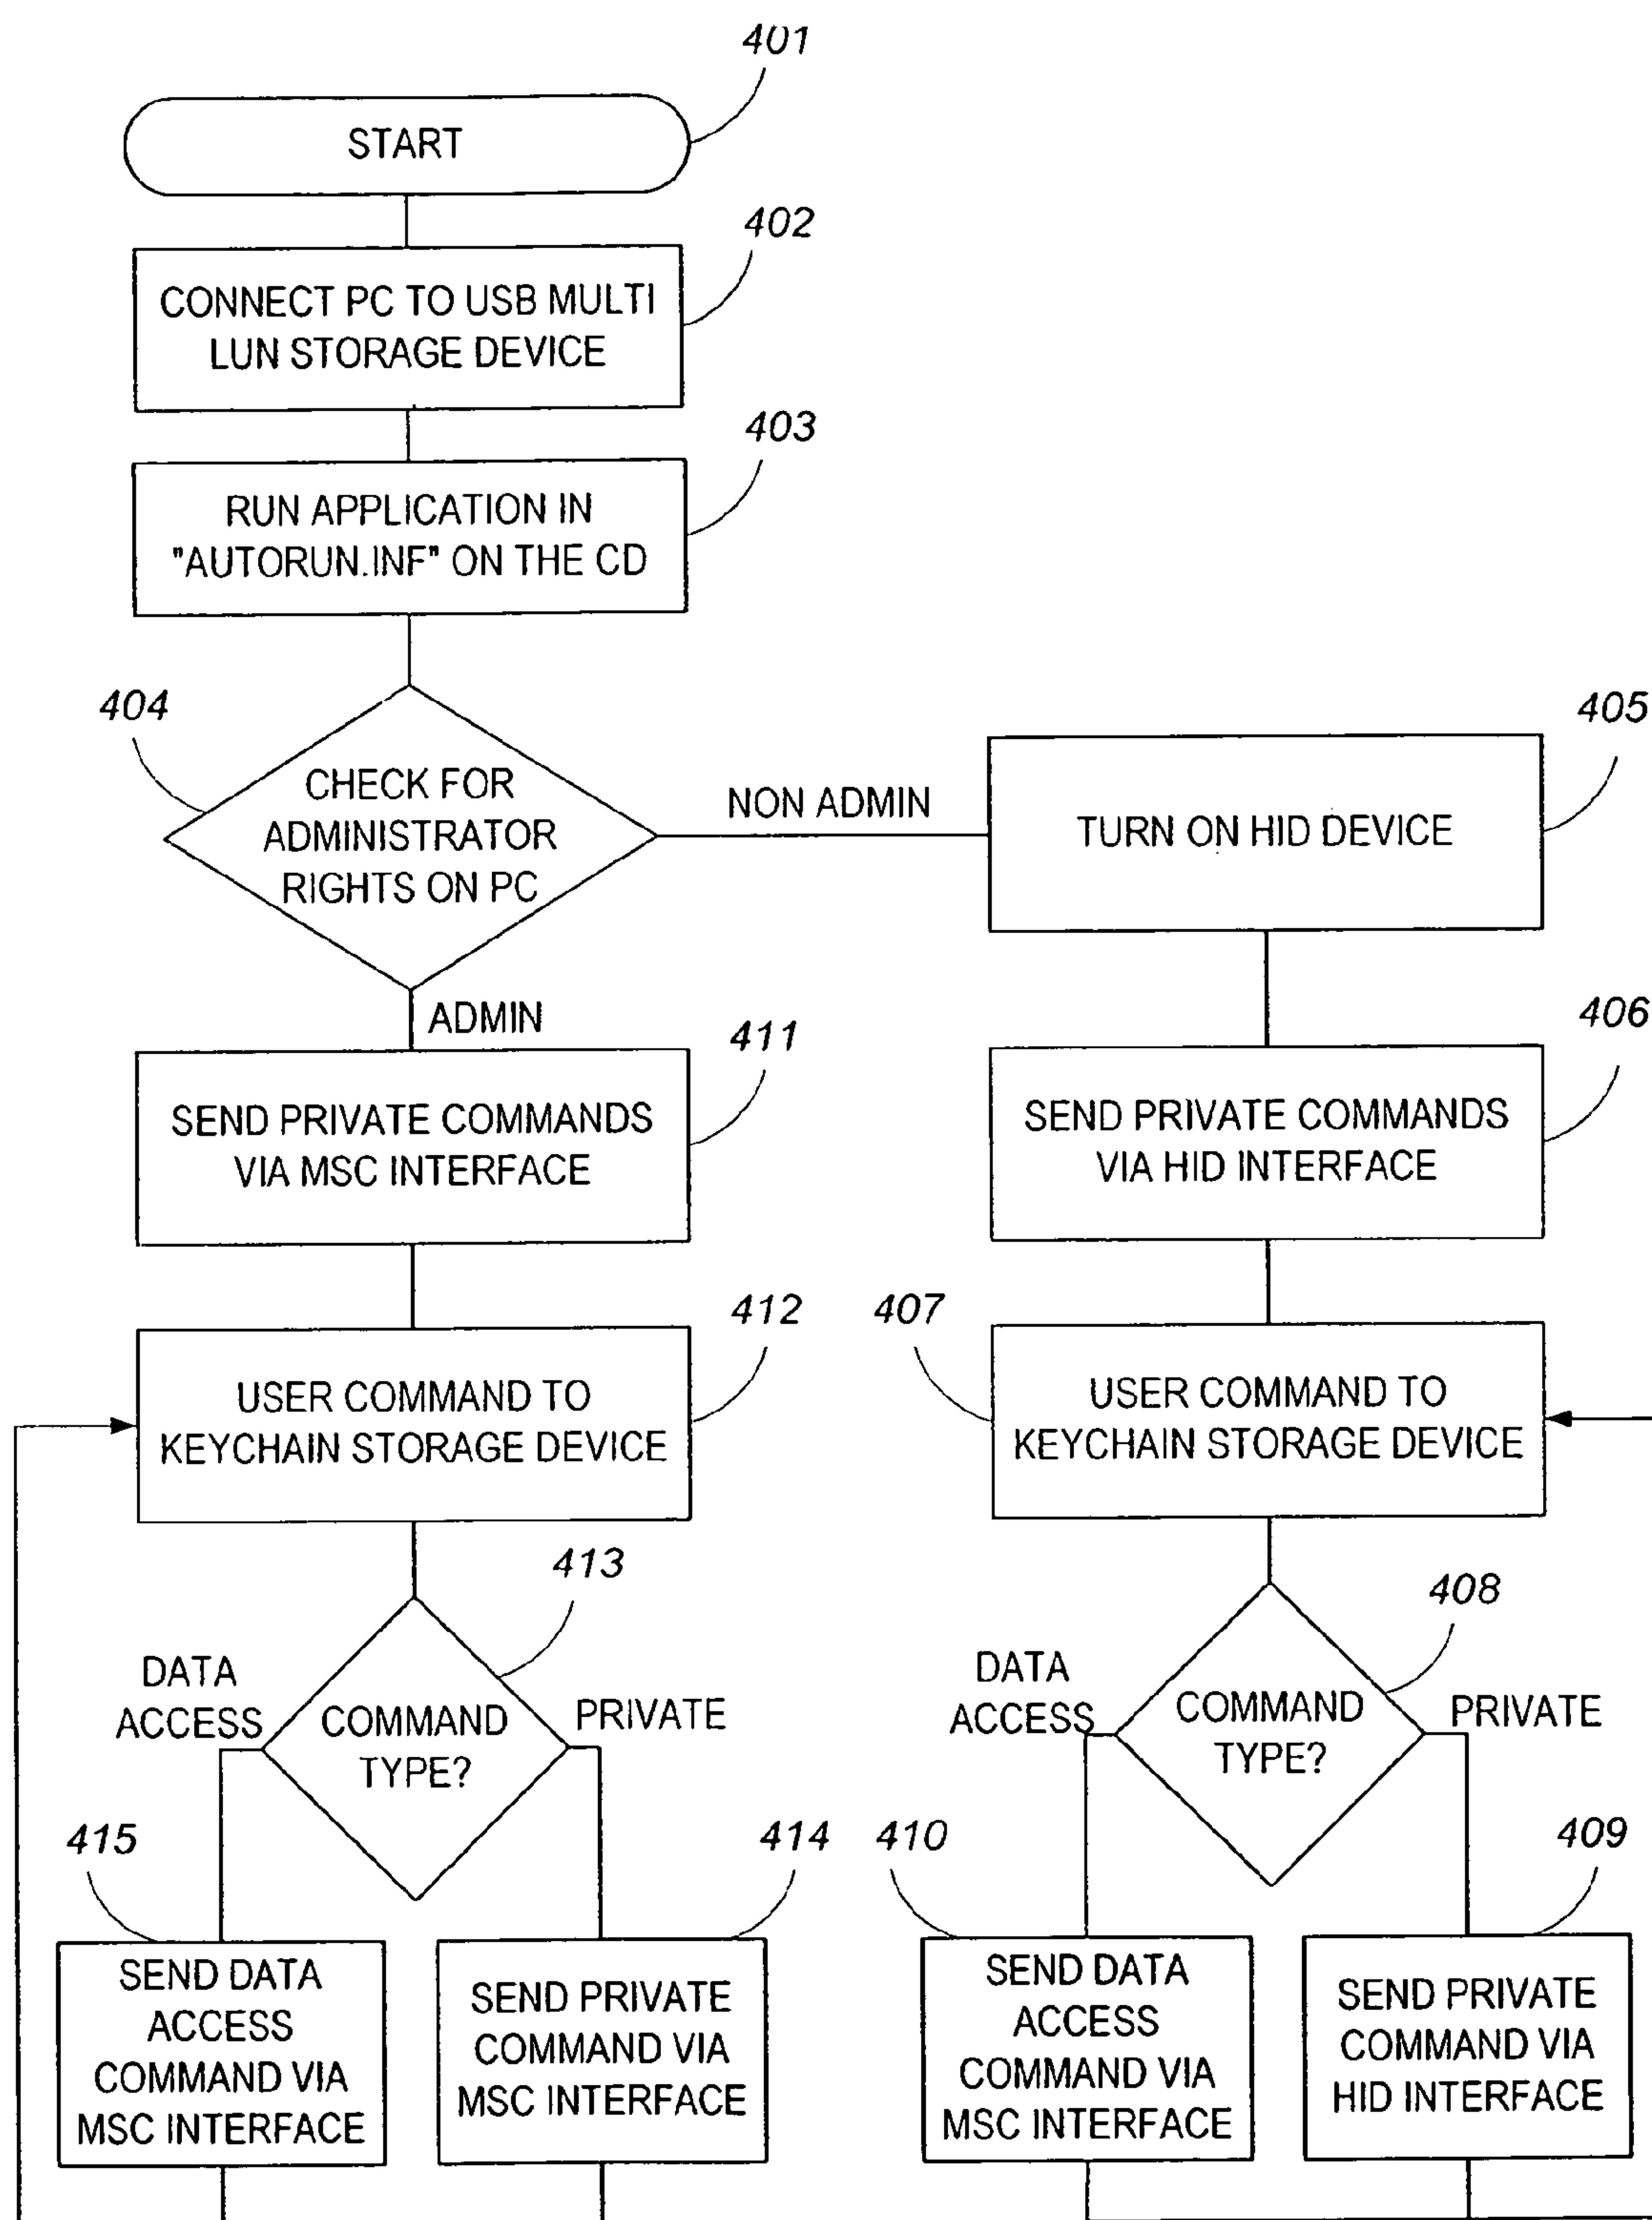 401
START
402
CONNECT PC TO USB MULTI
LUN STORAGE DEVICE
403
RUN APPLICATION IN
"AUTORUN.INF" ON THE CD
404
CHECK FOR
ADMINISTRATOR
RIGHTS ON PC
NON ADMIN
405
TURN ON HID DEVICE
ADMIN
411
SEND PRIVATE COMMANDS
VIA MSC INTERFACE
406
SEND PRIVATE COMMANDS
VIA HID INTERFACE
412
USER COMMAND TO
KEYCHAIN STORAGE DEVICE
407
USER COMMAND TO
KEYCHAIN STORAGE DEVICE
413
DATA
ACCESS
COMMAND
TYPE?
PRIVATE
408
DATA
ACCESS
COMMAND
TYPE?
PRIVATE
415
SEND DATA
ACCESS
COMMAND VIA
MSC INTERFACE
414
SEND PRIVATE
COMMAND VIA
MSC INTERFACE
410
SEND DATA
ACCESS
COMMAND VIA
MSC INTERFACE
409
SEND PRIVATE
COMMAND VIA
HID INTERFACE